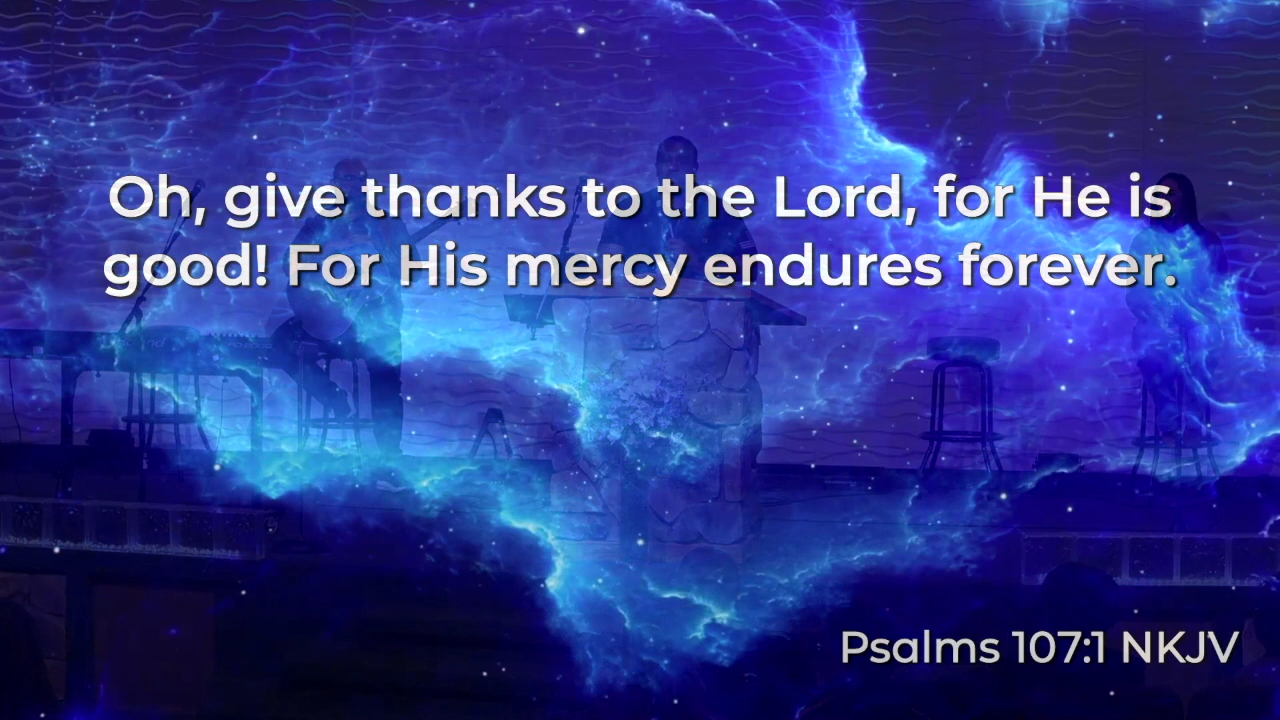 Oh, give thanks to the Lord, for He is
good! For His mercy endures forever.
Psalms 107:1 NKJV